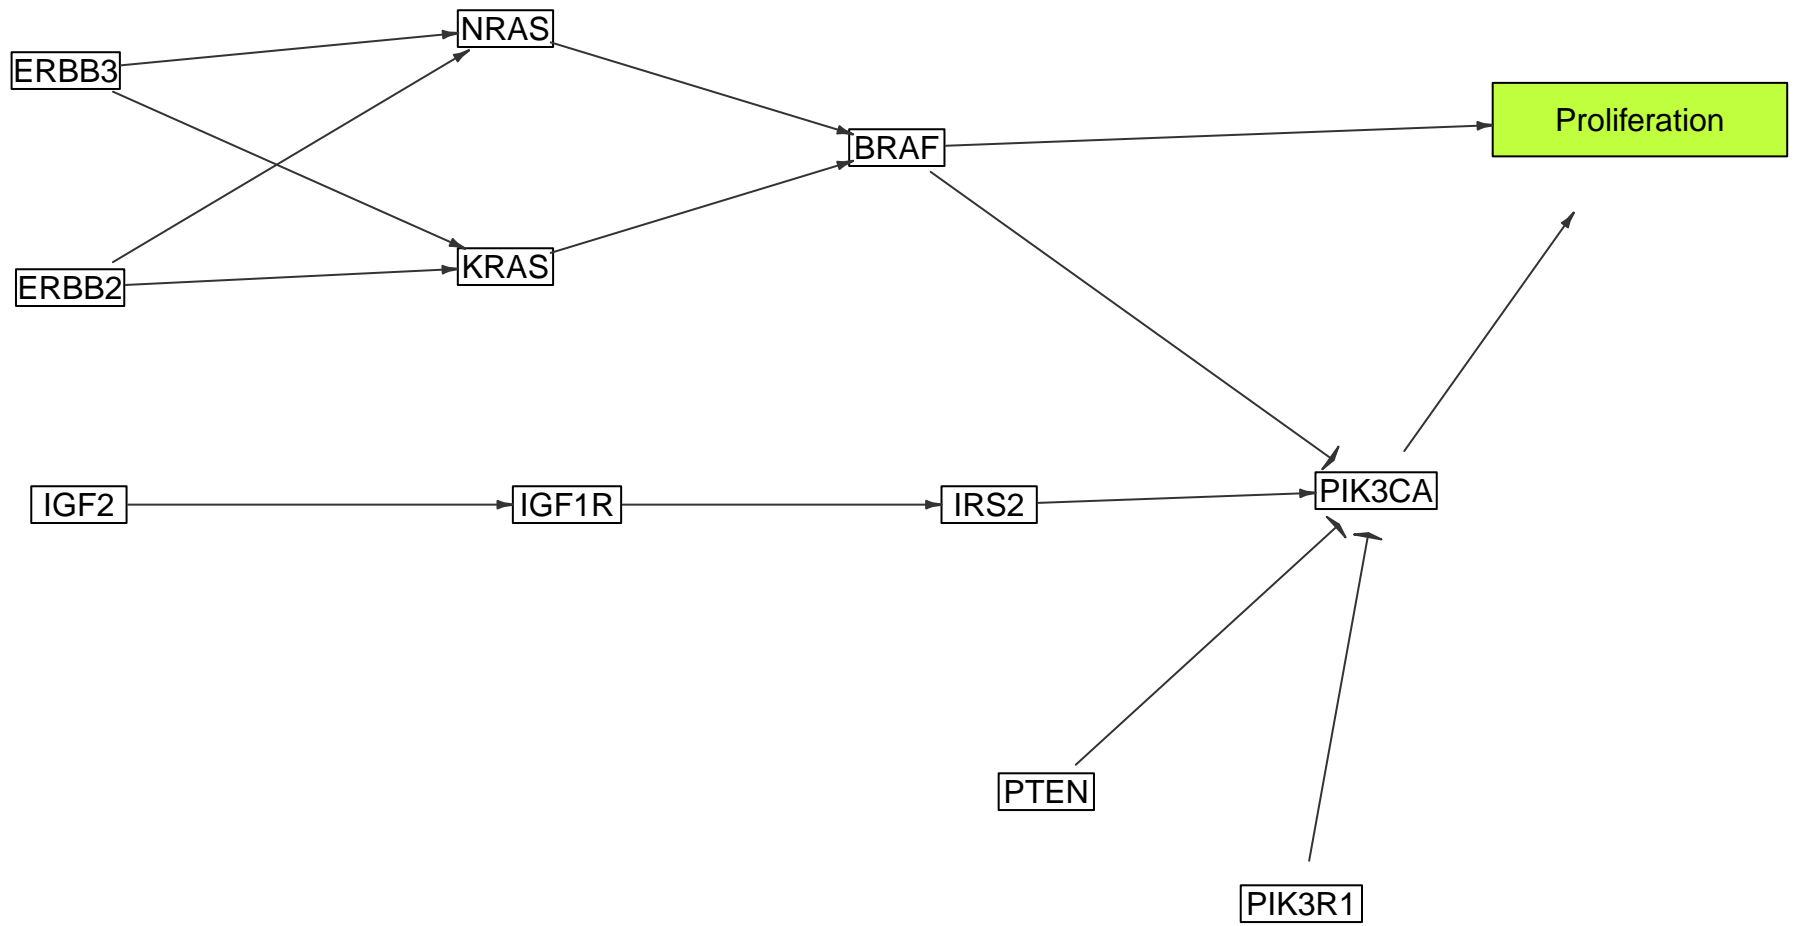 NRAS
ERBB3
Proliferation
BRAF
KRAS
ERBB2
IGF2
IGF1R
IRS2
PIK3CA
PTEN
PIK3R1